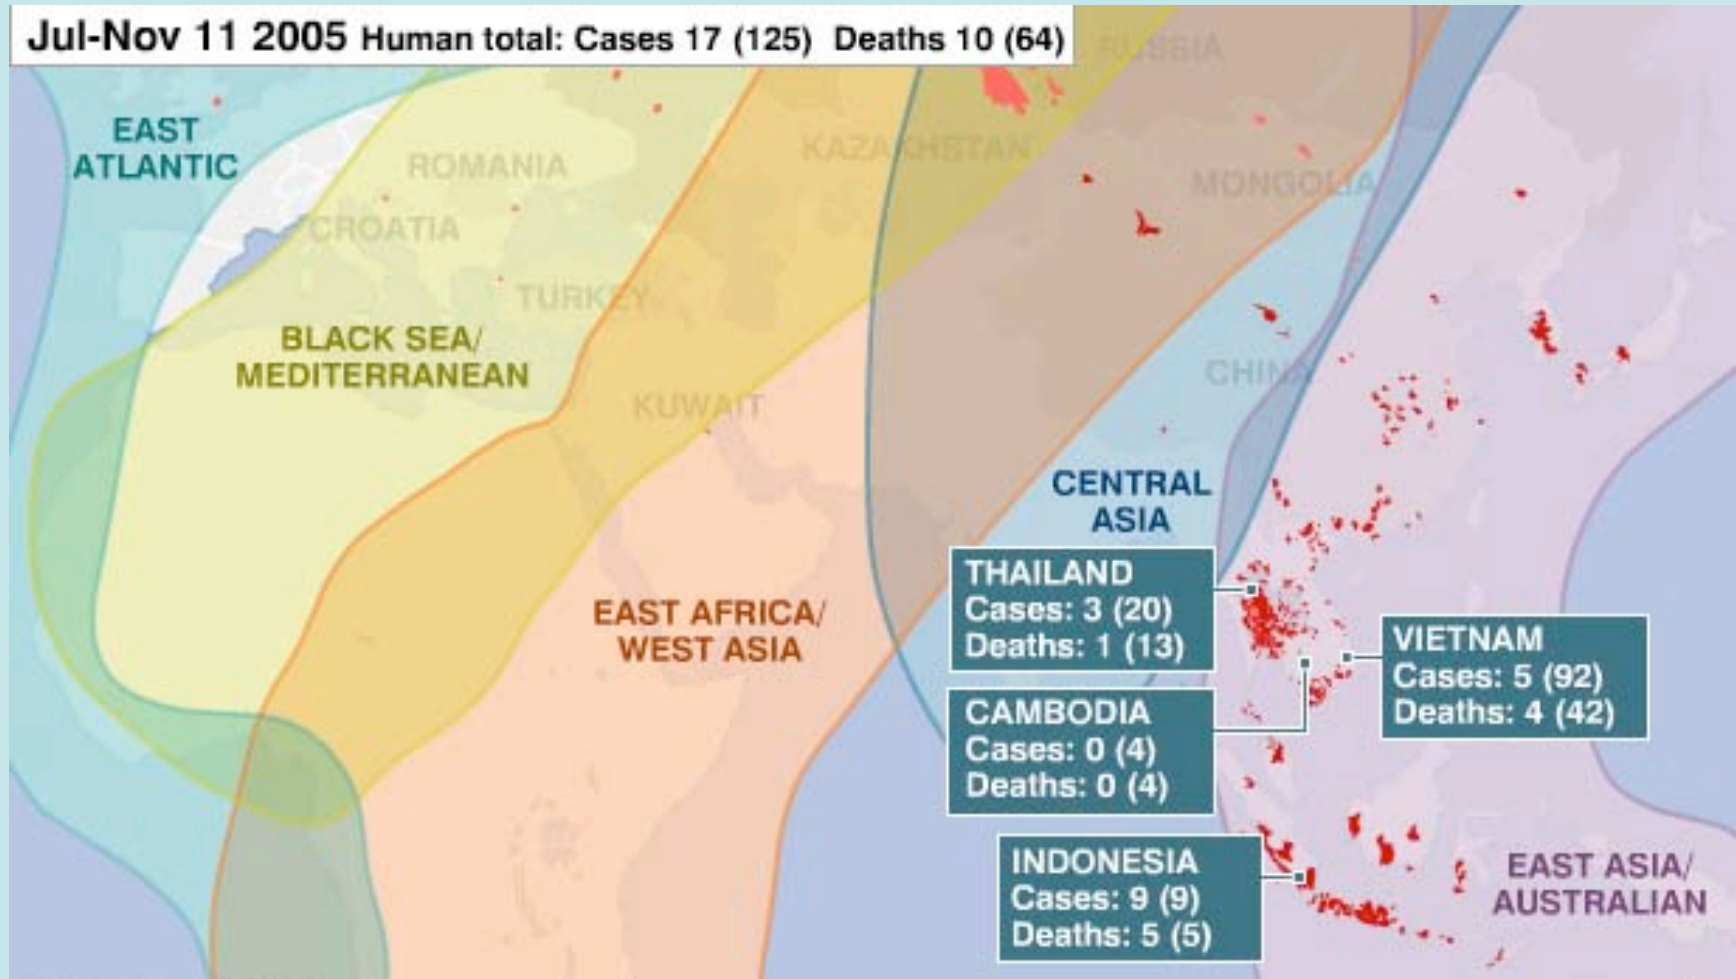 Jul-Nov 11 2005 Human total: Cases 17 (125) Deaths 10 (64)
RUSSIA
EAST
ATLANTIC
ROMANIA
KAZAKHSTAN
MONGOLIA
CROATIA
TURKEY
BLACK SEA/
MEDITERRANEAN
KUWAIT
CHINA
CENTRAL
ASIA
THAILAND
Cases: 3 (20)
Deaths: 1 (13)
EAST AFRICA/
WEST ASIA
VIETNAM
Cases: 5 (92)
Deaths: 4 (42)
CAMBODIA
Cases: 0 (4)
Deaths: 0 (4)
INDONESIA
Cases: 9 (9)
Deaths: 5 (5)
EAST ASIA/
AUSTRALIAN